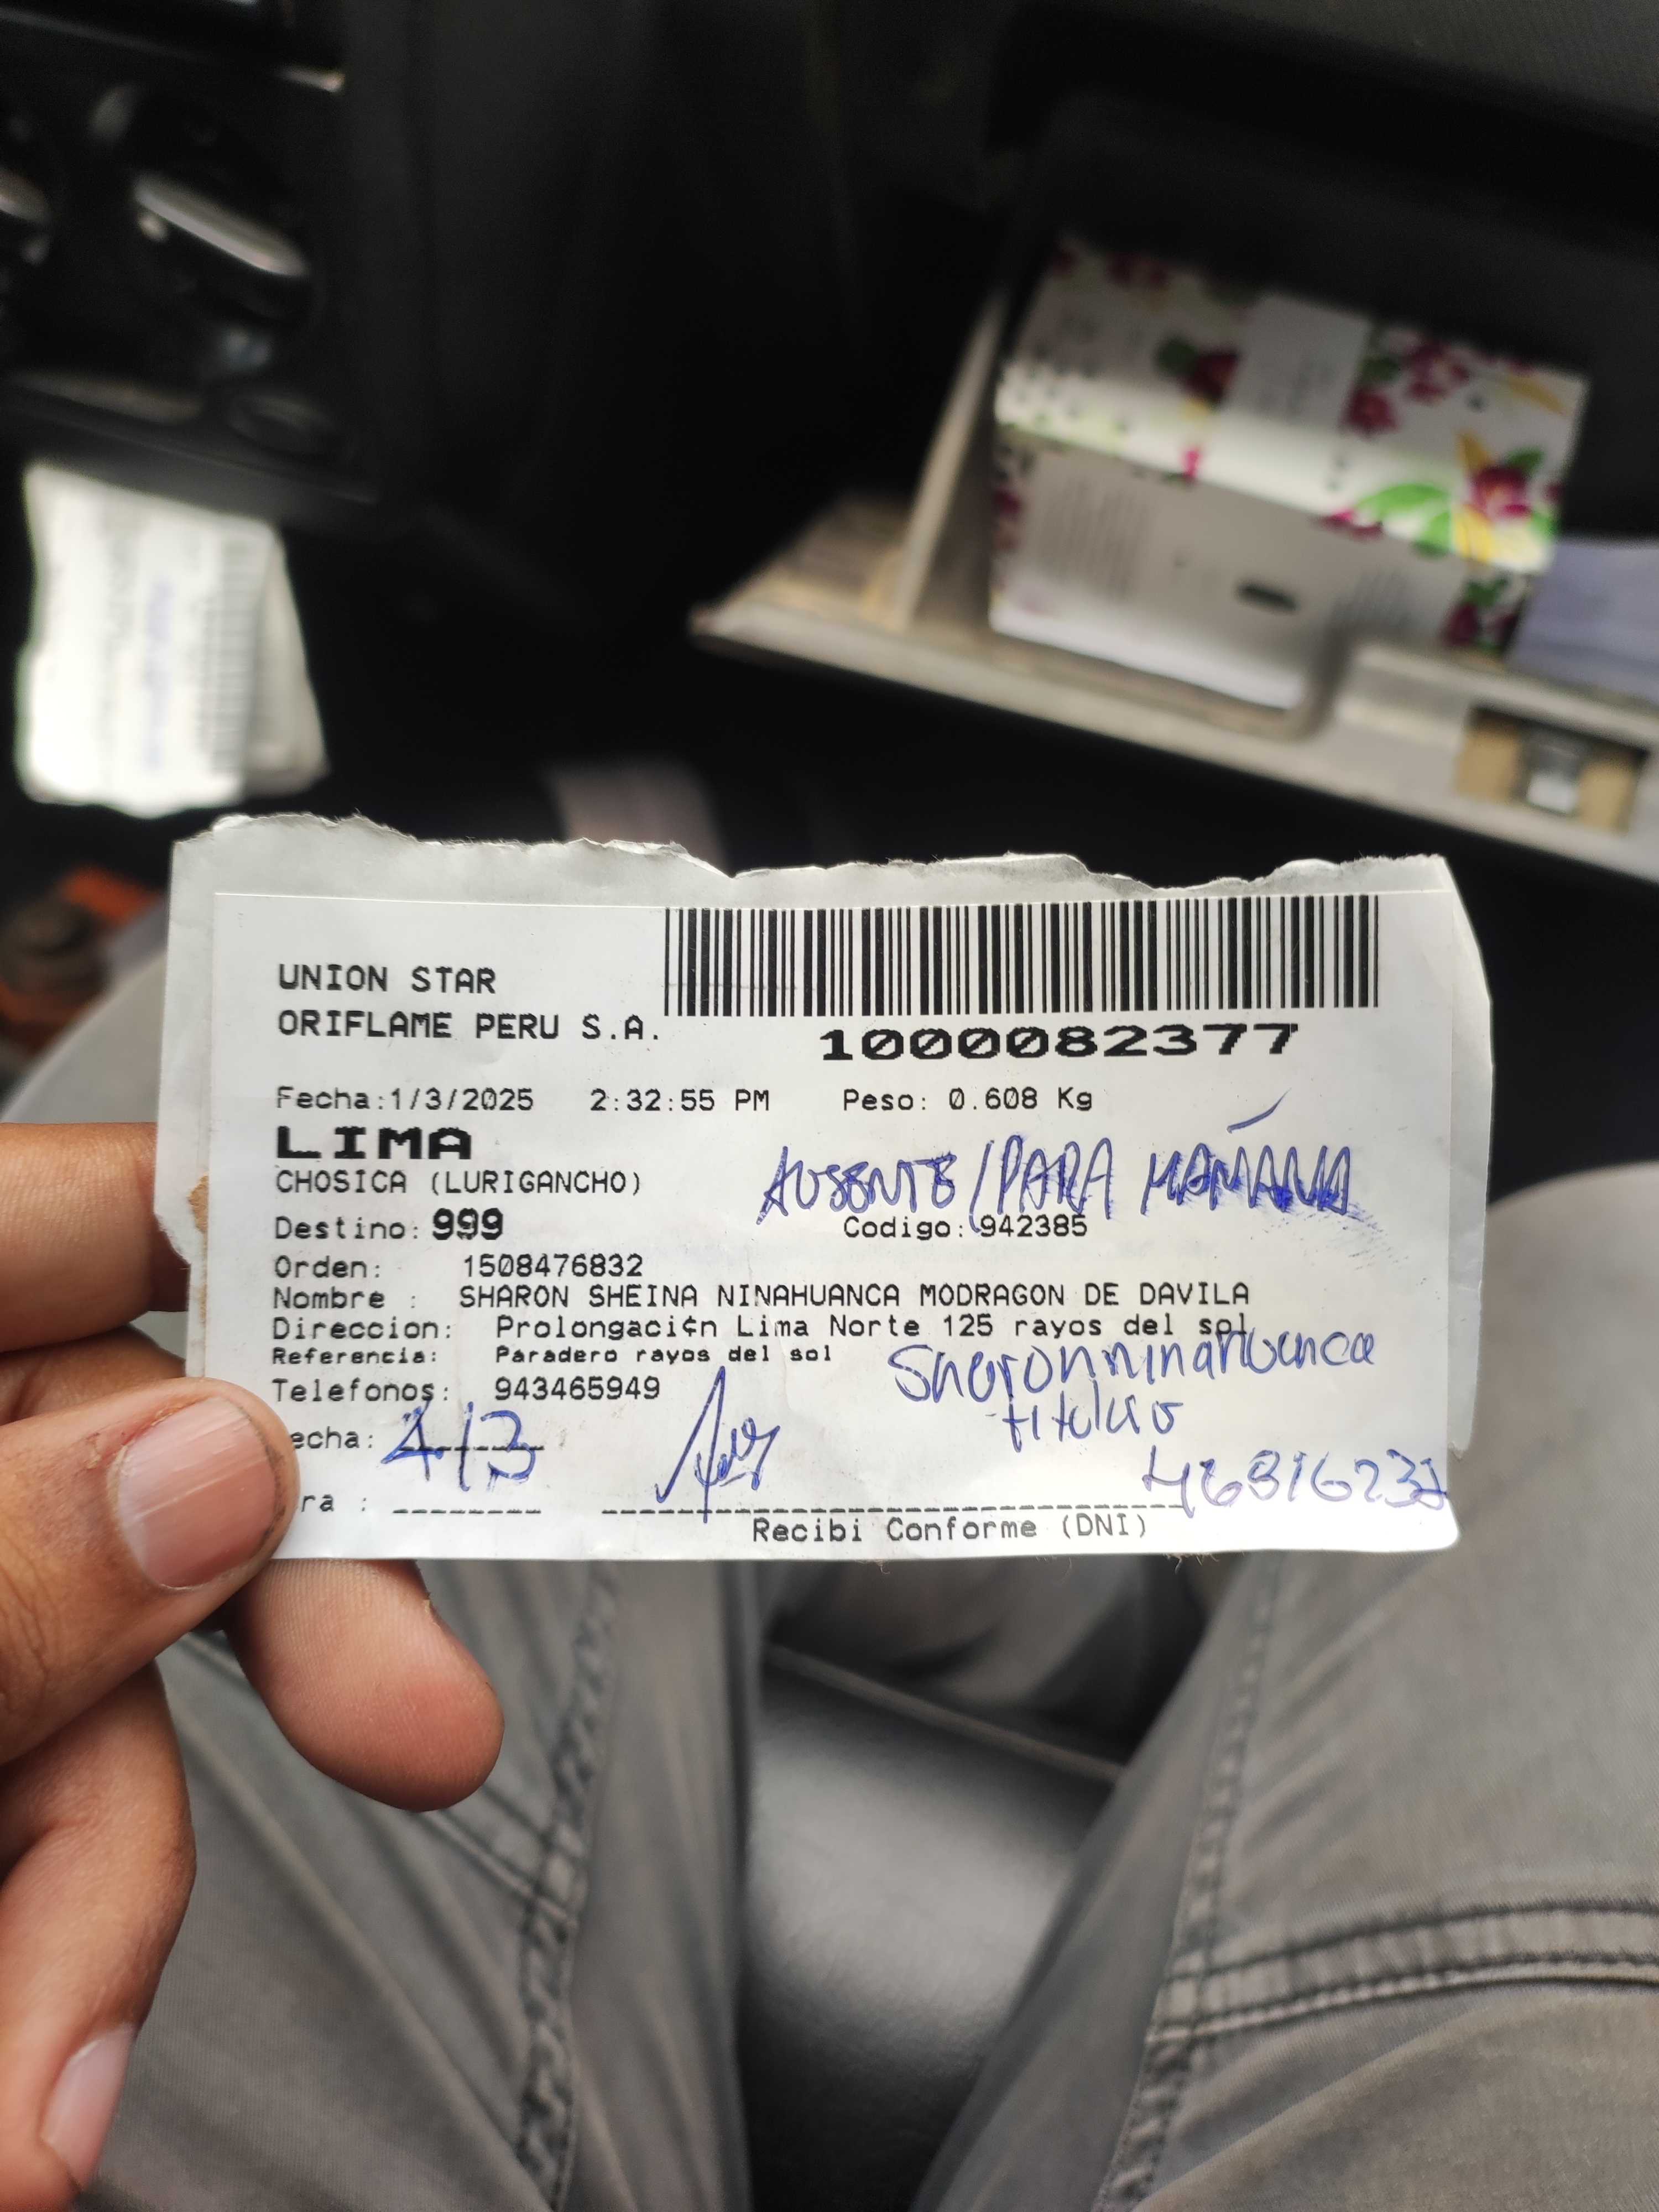 UNION STAR
ORIFLAME PERU S.A.
1000082377
Fecha:1/3/2025 2:32:55 PM Peso: 0.608 Kg
LIMA
AUSENTE/PARA MAÑANA
CHOSICA (LURIGANCHO)
Destino: 999 Codigo: 942385
Orden: 1508476832
Nombre : SHARON SHEINA NINAHUANCA MODRAGON DE DAVILA
Direccion: Prolongaci¢n Lima Norte 125 rayos del sol
Referencia: Paradero rayos del sol
Sharonninahuanca
Telefonos: 943465949
titular
echa: 4/3
ra :
Recibi Conforme (DNI)